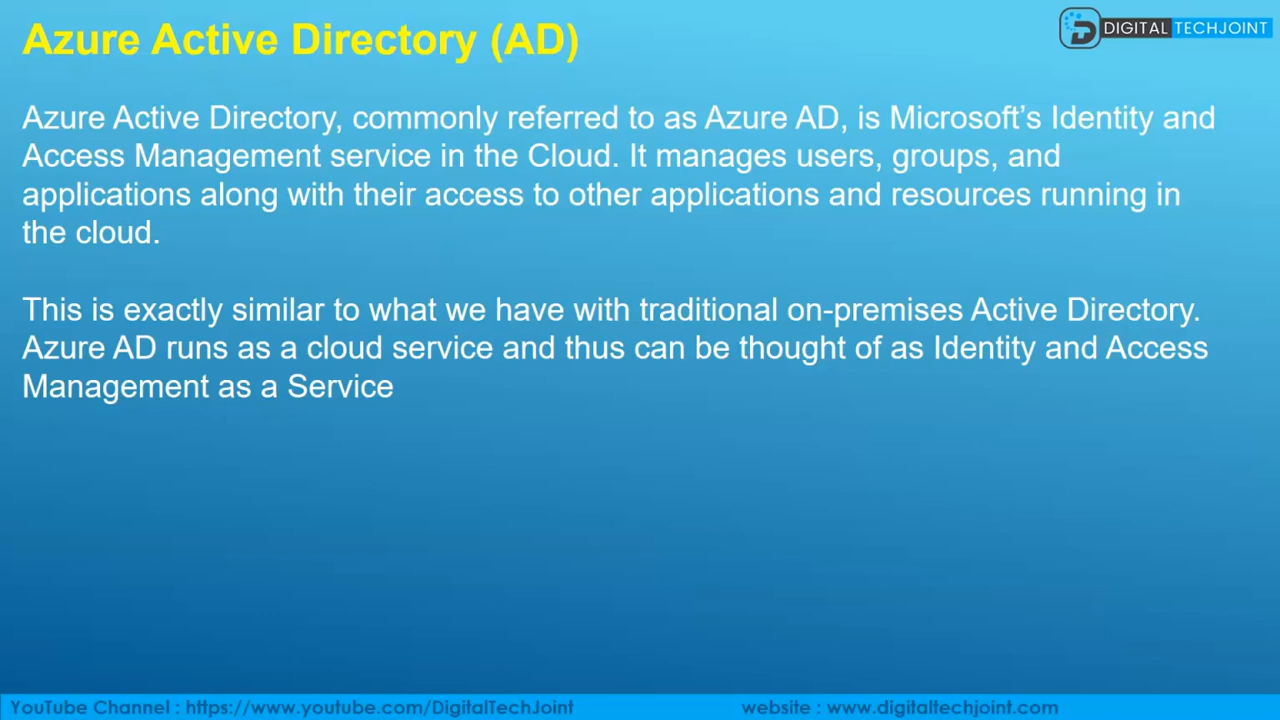 Azure Active Directory (AD)
DIGITAL TECHJOINT
Azure Active Directory, commonly referred to as Azure AD, is Microsoft’s Identity and
Access Management service in the Cloud. It manages users, groups, and
applications along with their access to other applications and resources running in
the cloud.
This is exactly similar to what we have with traditional on-premises Active Directory.
Azure AD runs as a cloud service and thus can be thought of as Identity and Access
Management as a Service
YouTube Channel : https://www.youtube.com/DigitalTechJoint
website : www.digitaltechjoint.com